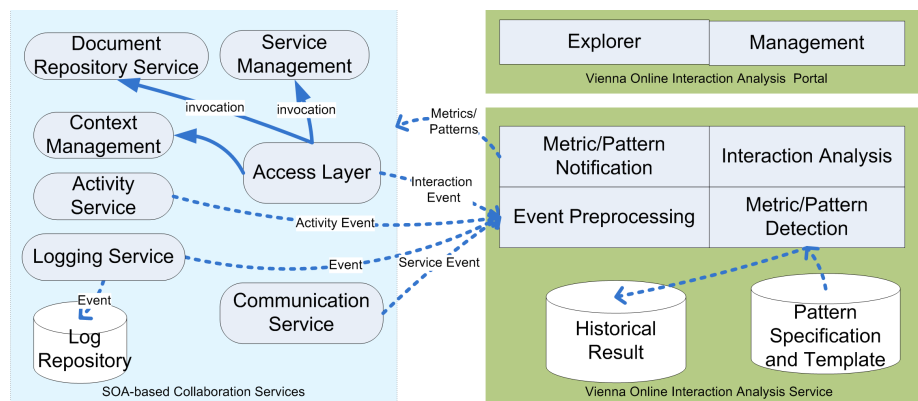 Document
Repository Service
Service
Management
invocation
invocation
Context
Management
Access Layer
Activity
Service
Logging Service
Communication
Service
Event
Log
Repository
SOA-based Collaboration Services
Metrics/
Patterns
Interaction
Event
Activity Event
Event
Service Event
Explorer
Management
Vienna Online Interaction Analysis Portal
Metric/Pattern
Notification
Interaction Analysis
Event Preprocessing
Metric/Pattern
Detection
Historical
Result
Pattern
Specification
and Template
Vienna Online Interaction Analysis Service